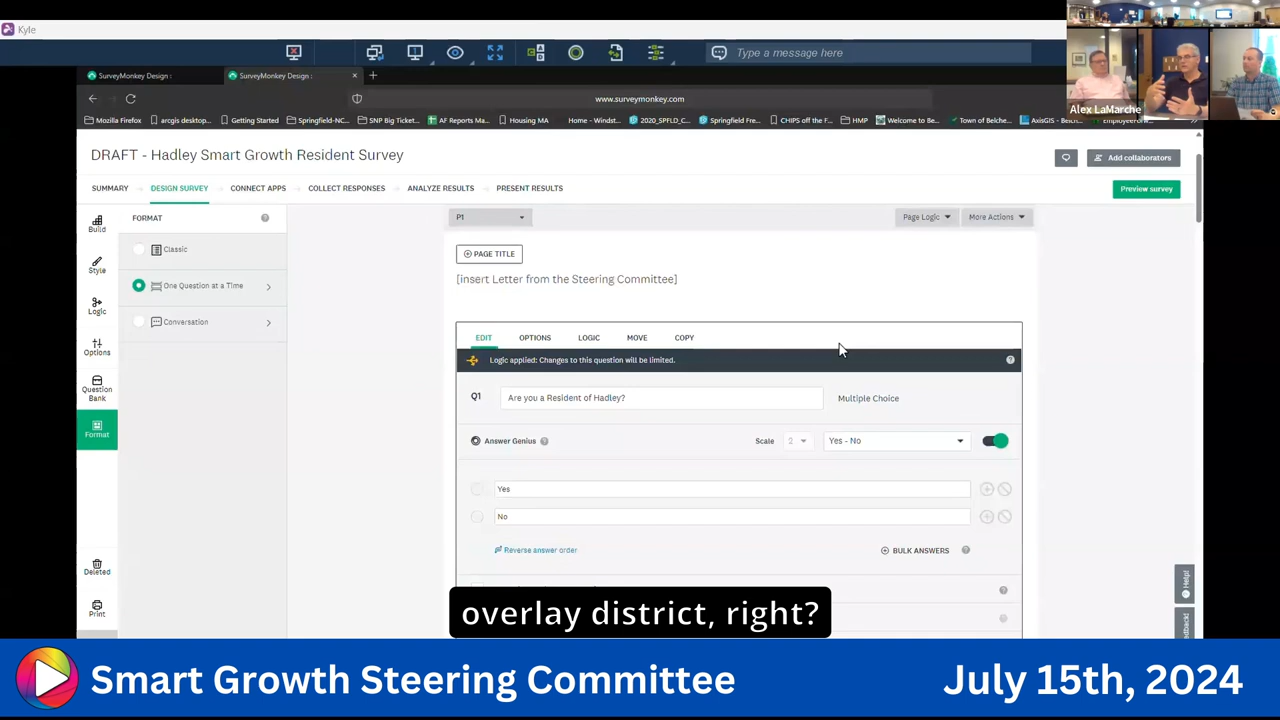 Kyle
Type a message here
Alex LaMarche
SurveyMonkey Design :
SurveyMonkey Design :
www.surveymonkey.com
Mozilla Firefox
arcgis desktop...
Getting Started
Springfield-NC...
SNP Big Ticket...
AF Reports Ma...
Housing MA
Home - Windst...
2020_SPFLD_C...
Springfield Fre...
CHIPS off the F...
HMP
Welcome to Be...
Town of Belche...
AxisGIS - Belch...
DRAFT - Hadley Smart Growth Resident Survey
Add collaborators
SUMMARY
DESIGN SURVEY
CONNECT APPS
COLLECT RESPONSES
ANALYZE RESULTS
PRESENT RESULTS
Preview survey
Build
Style
Logic
Options
Question
Bank
Format
Deleted
Print
FORMAT
Classic
One Question at a Time
Conversation
P1
Page Logic
More Actions
PAGE TITLE
[insert Letter from the Steering Committee]
EDIT
OPTIONS
LOGIC
MOVE
COPY
Logic applied: Changes to this question will be limited.
Q1
Are you a Resident of Hadley?
Multiple Choice
Answer Genius
Scale
2
Yes - No
Yes
No
Reverse answer order
BULK ANSWERS
Help!
overlay district, right?
Smart Growth Steering Committee
July 15th, 2024